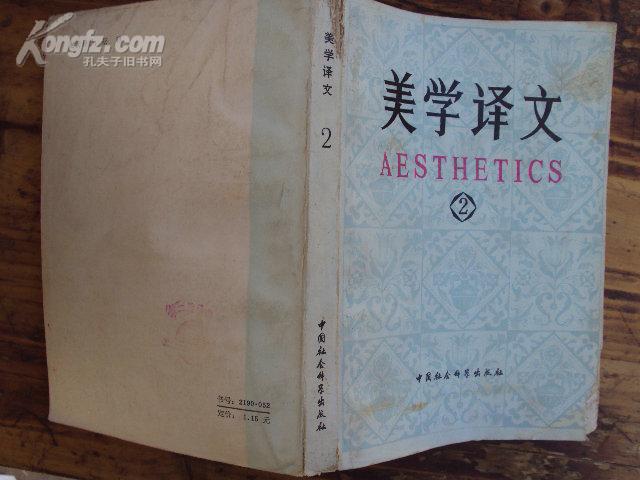 Kongfz.com
孔夫子旧书网
书号：2190-052
定价：1.15 元
美学译文
2
中国社会科学出版社
美学译文
AESTHETICS
2
中国社会科学出版社